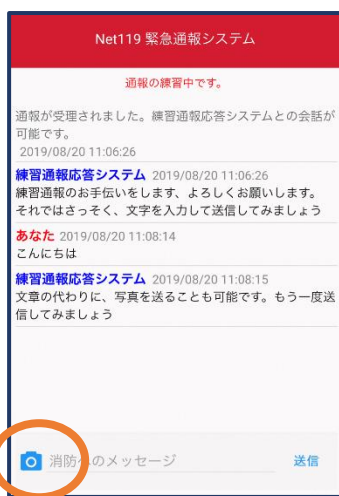 Net119 緊急通報システム
通報の練習中です。
通報が受理されました。練習通報応答システムとの会話が
可能です。
2019/08/20 11:06:26
練習通報応答システム 2019/08/20 11:06:26
練習通報のお手伝いをします、よろしくお願いします。
それではさっそく、文字を入力して送信してみましょう
あなた 2019/08/20 11:08:14
こんにちは
練習通報応答システム 2019/08/20 11:08:15
文章の代わりに、写真を送ることも可能です。もう一度送
信してみましょう
消防へのメッセージ 送信